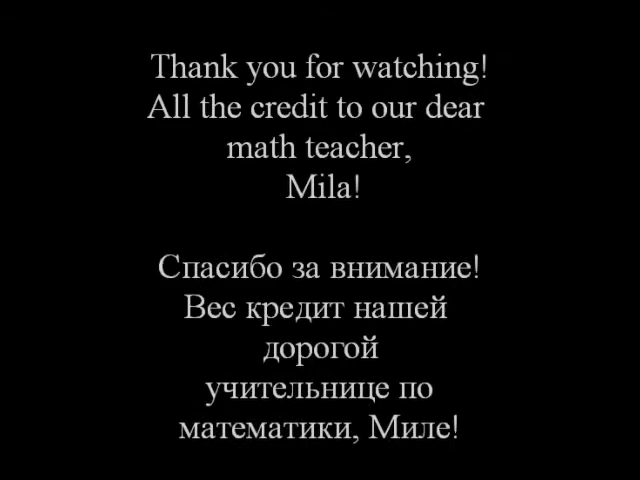 Thank you for watching!
All the credit to our dear
math teacher,
Mila!
Спасибо за внимание!
Вес кредит нашей
дорогой
учительнице по
математики, Миле!